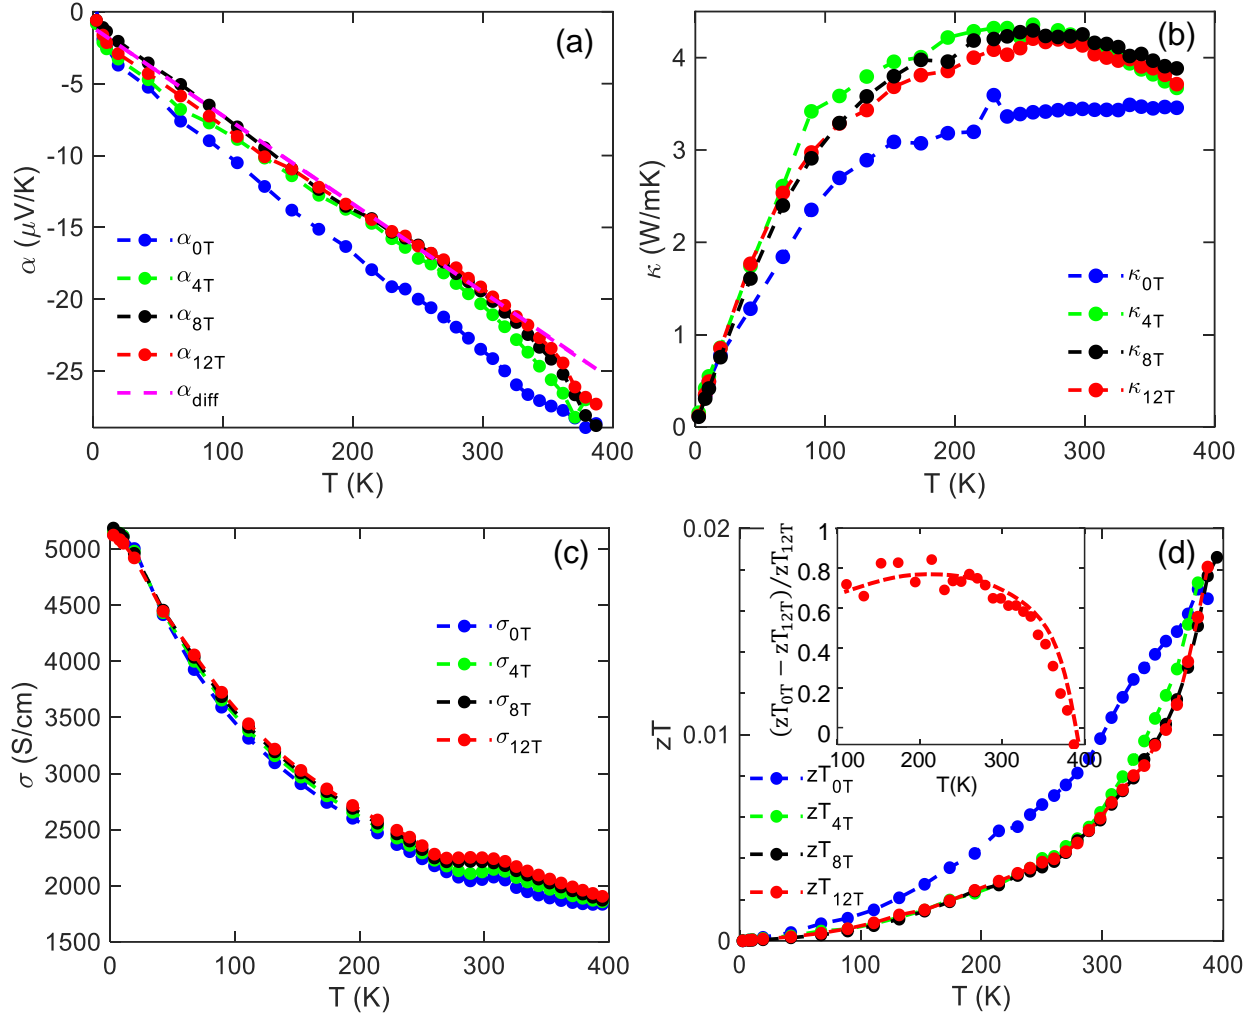 (a)
0
-5
-10
-15
-20
-25
α (μV/K)
α0T
α4T
α8T
α12T
αdiff
0 100 200 300 400
T (K)
(b)
4
3
2
1
0
κ (W/mK)
κ0T
κ4T
κ8T
κ12T
0 100 200 300 400
T (K)
(c)
5000
4500
4000
3500
3000
2500
2000
1500
σ (S/cm)
σ0T
σ4T
σ8T
σ12T
0 100 200 300 400
T (K)
(d)
0.02
0.01
0
zT
1
0.8
0.6
0.4
0.2
0
(zT0T − zT12T)/zT12T
100 200 300 400
T(K)
zT0T
zT4T
zT8T
zT12T
0 100 200 300 400
T (K)